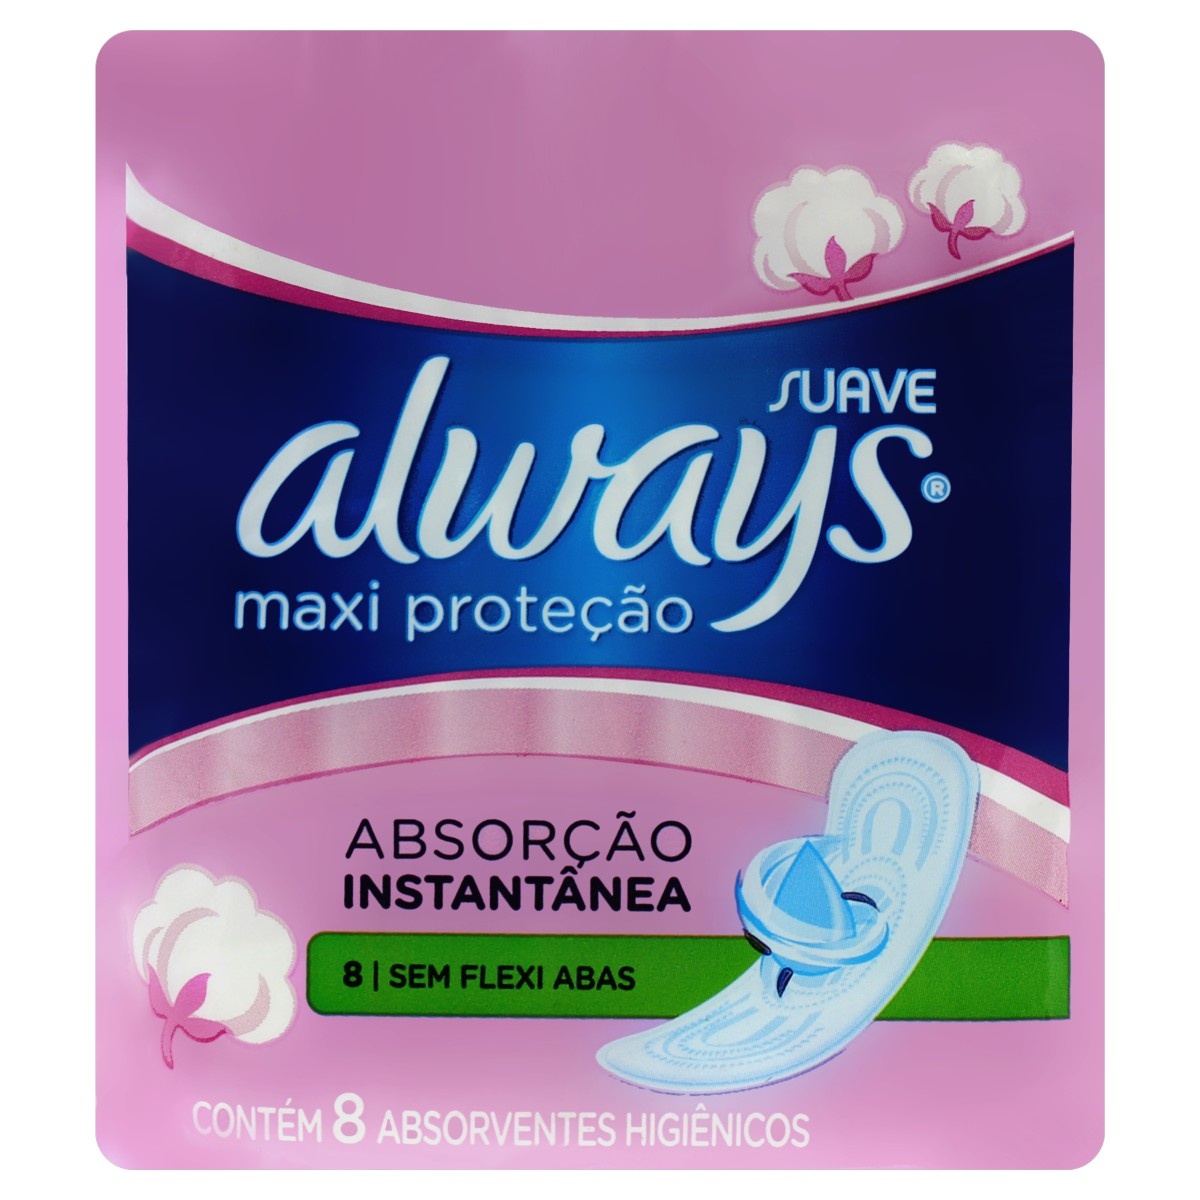 SUAVE
always®
maxi proteção
ABSORÇÃO
INSTANTÂNEA
8 | SEM FLEXI ABAS
CONTÉM 8 ABSORVENTES HIGIÊNICOS